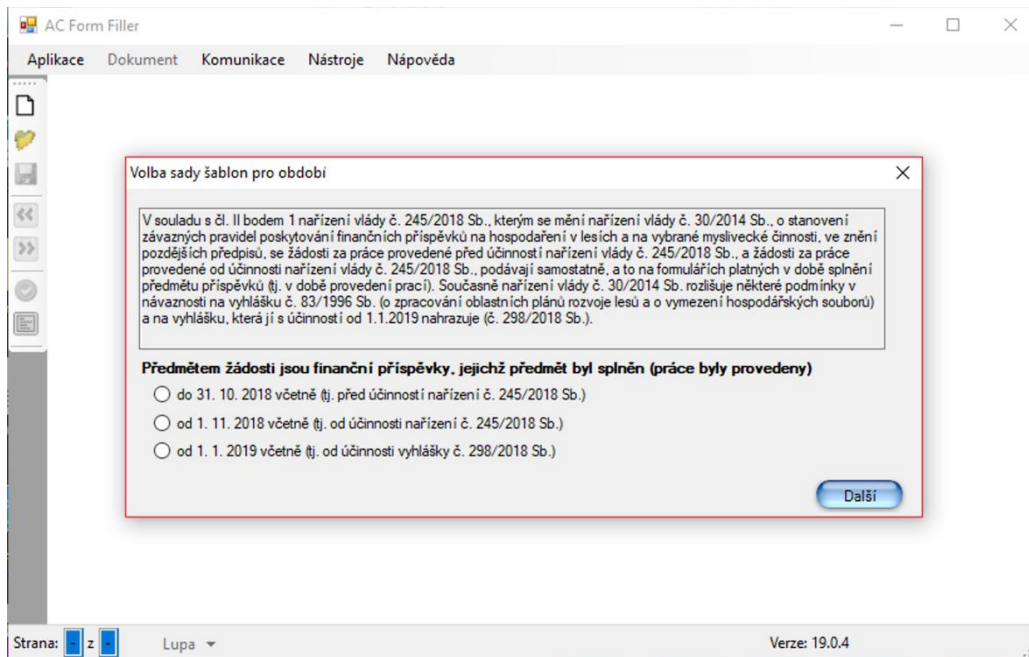 AC Form Filler
Aplikace Dokument Komunikace Nástroje Nápověda
Volba sady šablon pro období
V souladu s čl. II bodem 1 nařízení vlády č. 245/2018 Sb., kterým se mění nařízení vlády č. 30/2014 Sb., o stanovení
závazných pravidel poskytování finančních příspěvků na hospodaření v lesích a na vybrané myslivecké činnosti, ve znění
pozdějších předpisů, se žádosti za práce provedené před účinností nařízení vlády č. 245/2018 Sb., a žádosti za práce
provedené od účinnosti nařízení vlády č. 245/2018 Sb., podávají samostatně, a to na formulářích platných v době splnění
předmětu příspěvků (tj. v době provedení prací). Současně nařízení vlády č. 30/2014 Sb. rozlišuje některé podmínky v
návaznosti na vyhlášku č. 83/1996 Sb. (o zpracování oblastních plánů rozvoje lesů a o vymezení hospodářských souborů)
a na vyhlášku, která jí s účinností od 1.1.2019 nahrazuje (č. 298/2018 Sb.).
Předmětem žádosti jsou finanční příspěvky, jejichž předmět byl splněn (práce byly provedeny)
do 31. 10. 2018 včetně (tj. před účinností nařízení č. 245/2018 Sb.)
od 1. 11. 2018 včetně (tj. od účinnosti nařízení č. 245/2018 Sb.)
od 1. 1. 2019 včetně (tj. od účinnosti vyhlášky č. 298/2018 Sb.)
Další
Strana: - z - Lupa Verze: 19.0.4